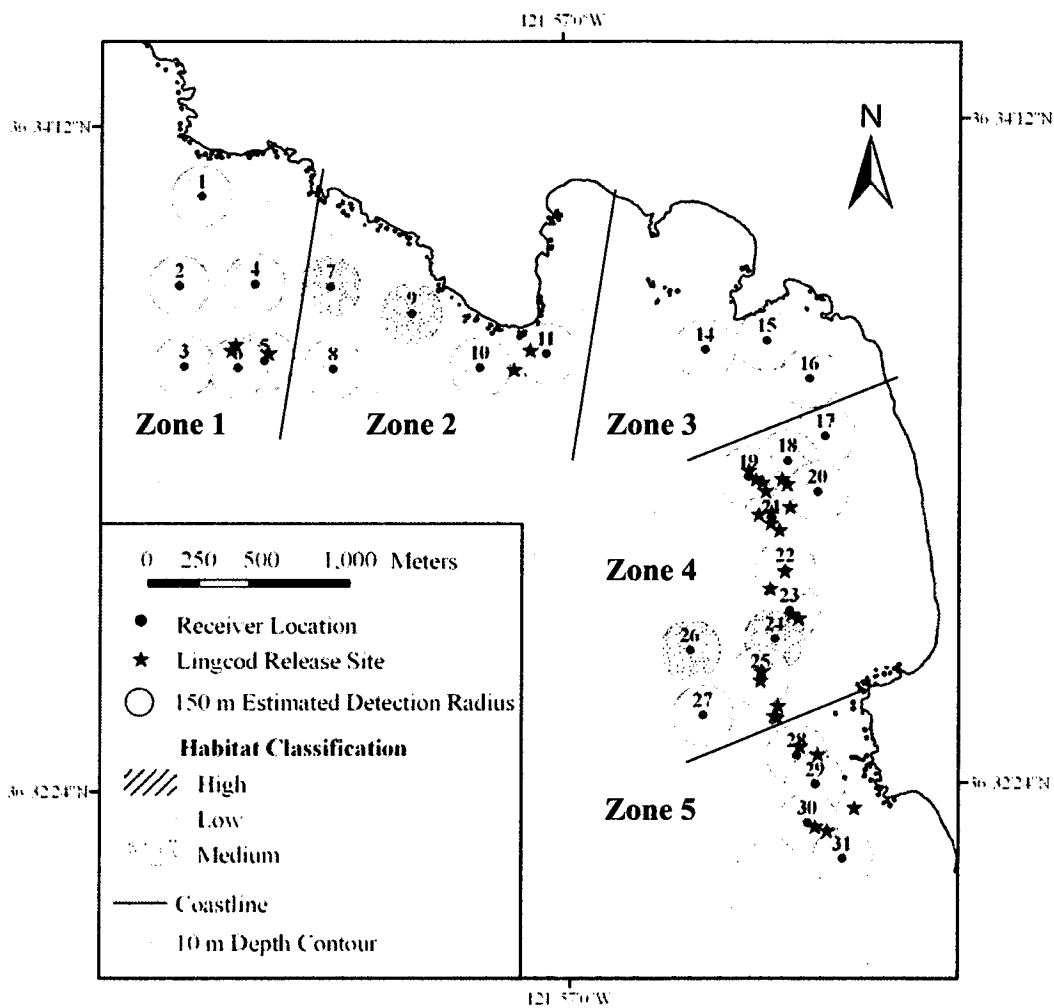 121 57'0"W
36 34'12"N
36 34'12"N
N
1
2
4
7
9
3
6
5
8
10
11
14
15
16
Zone 1
Zone 2
Zone 3
17
18
19
20
21
Zone 4
22
23
24
26
25
27
28
29
Zone 5
30
31
0 250 500 1,000 Meters
Receiver Location
Lingcod Release Site
150 m Estimated Detection Radius
Habitat Classification
High
Low
Medium
Coastline
10 m Depth Contour
36 32'24"N
36 32'24"N
121 57'0"W